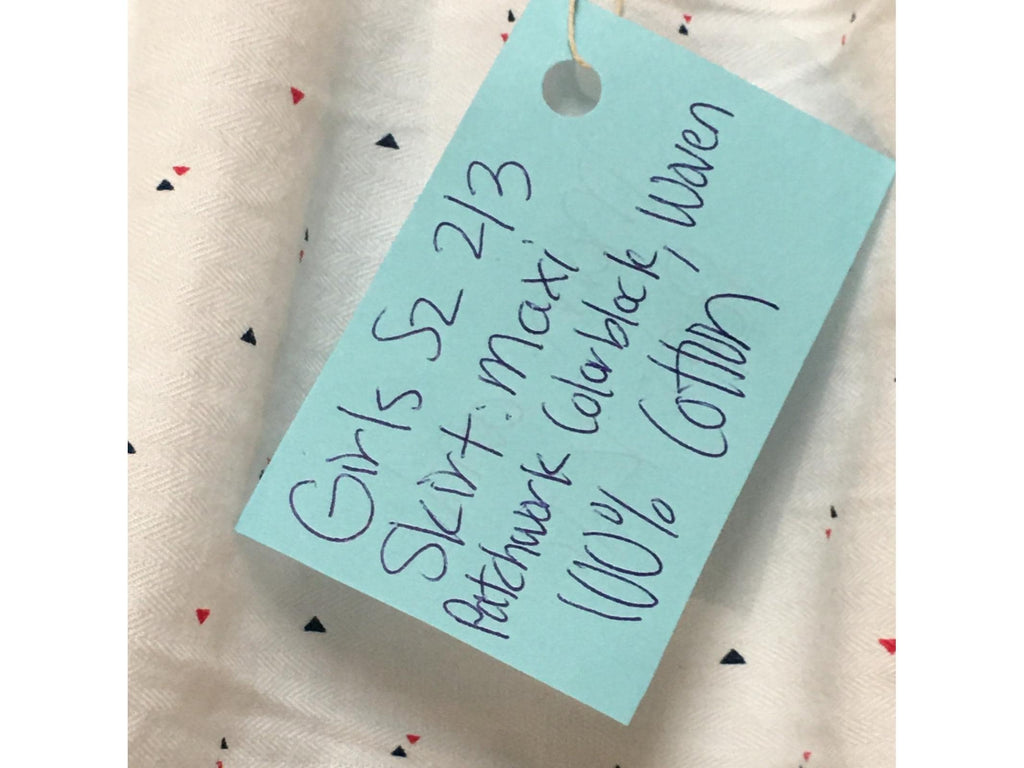 Girls Sz 2/3
Skirt: Maxi
Patchwork Colorblock, Woven
100% Cotton